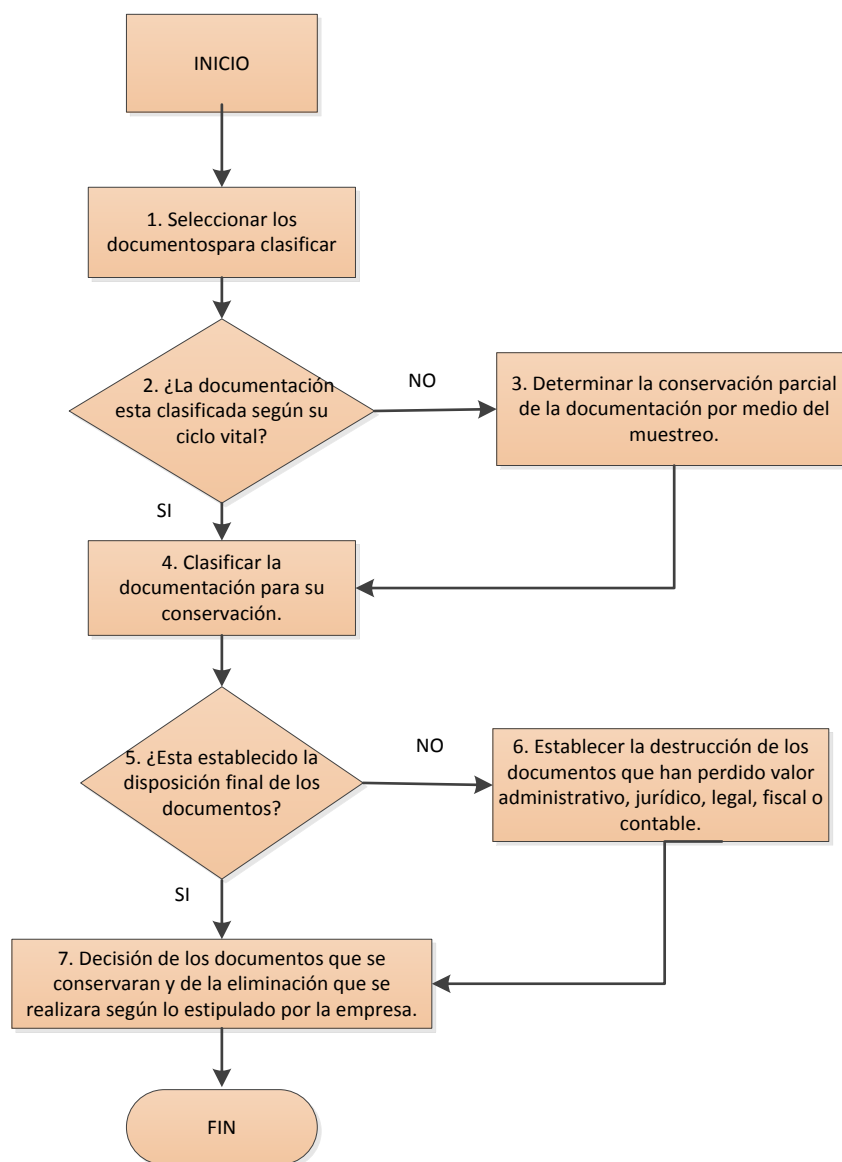 INICIO
1. Seleccionar los
documentospara clasificar
2. ¿La documentación
esta clasificada según su
ciclo vital?
NO
3. Determinar la conservación parcial
de la documentación por medio del
muestreo.
SI
4. Clasificar la
documentación para su
conservación.
5. ¿Esta establecido la
disposición final de los
documentos?
NO
6. Establecer la destrucción de los
documentos que han perdido valor
administrativo, jurídico, legal, fiscal o
contable.
SI
7. Decisión de los documentos que se
conservaran y de la eliminación que se
realizara según lo estipulado por la empresa.
FIN